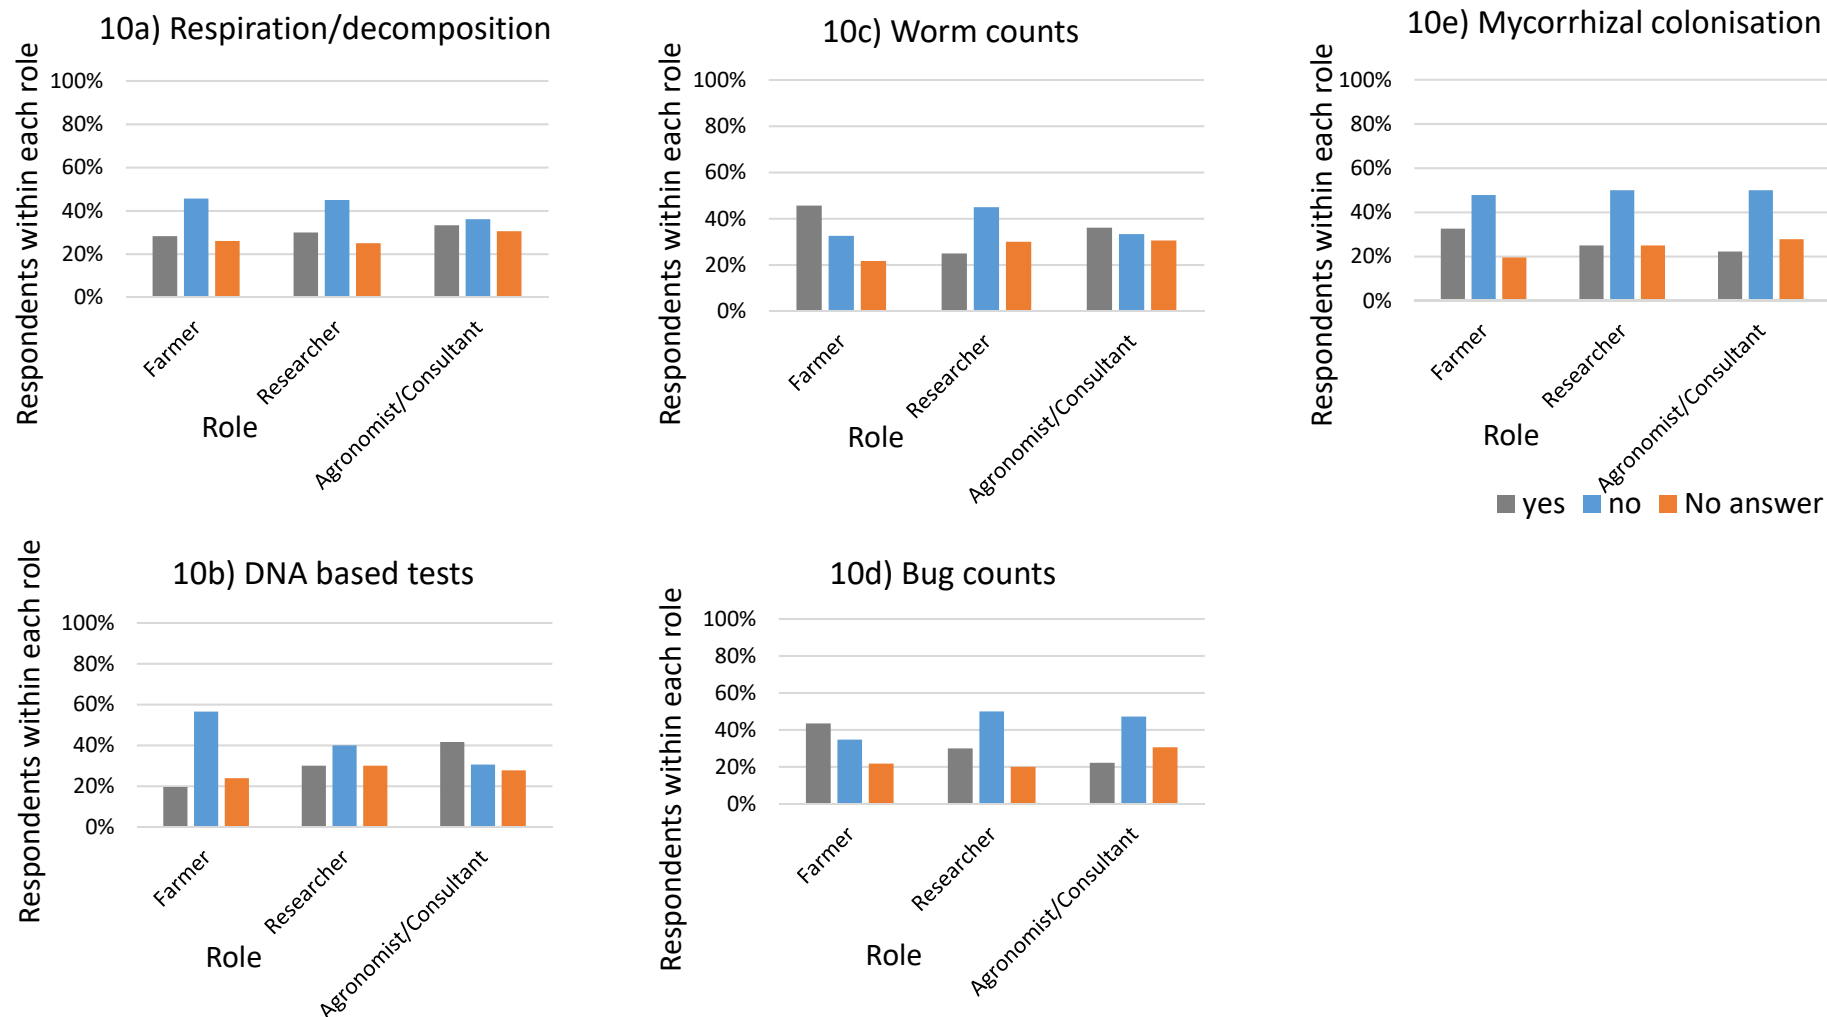 10a) Respiration/decomposition
Respondents within each role
100%
80%
60%
40%
20%
0%
Farmer
Researcher
Agronomist/Consultant
Role
10c) Worm counts
Respondents within each role
100%
80%
60%
40%
20%
0%
Farmer
Researcher
Agronomist/Consultant
Role
10e) Mycorrhizal colonisation
Respondents within each role
100%
80%
60%
40%
20%
0%
Farmer
Researcher
Agronomist/Consultant
Role
yes no No answer
10b) DNA based tests
Respondents within each role
100%
80%
60%
40%
20%
0%
Farmer
Researcher
Agronomist/Consultant
Role
10d) Bug counts
Respondents within each role
100%
80%
60%
40%
20%
0%
Farmer
Researcher
Agronomist/Consultant
Role